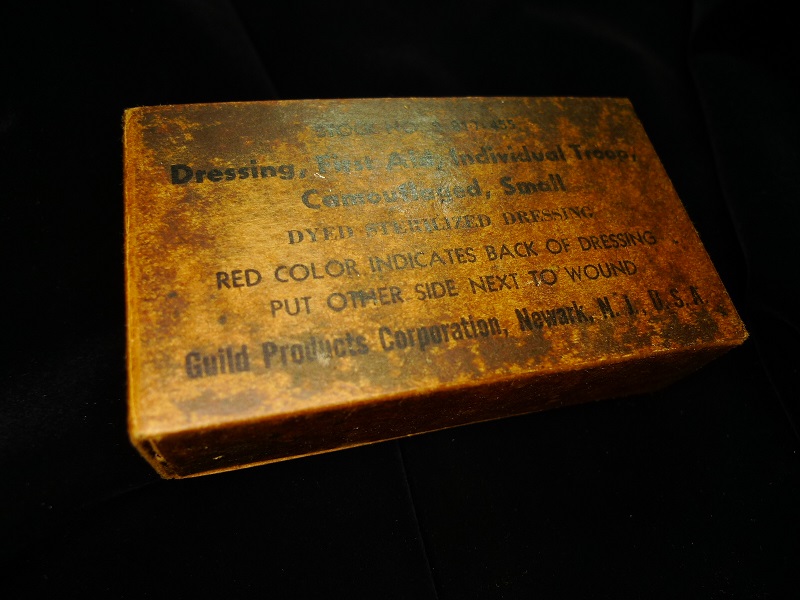 Dressing, First Aid, Individual Troop,
Camouflaged, Small
DYED STERILIZED DRESSING
RED COLOR INDICATES BACK OF DRESSING
PUT OTHER SIDE NEXT TO WOUND
Guild Products Corporation, Newark, N. J., U. S. A.